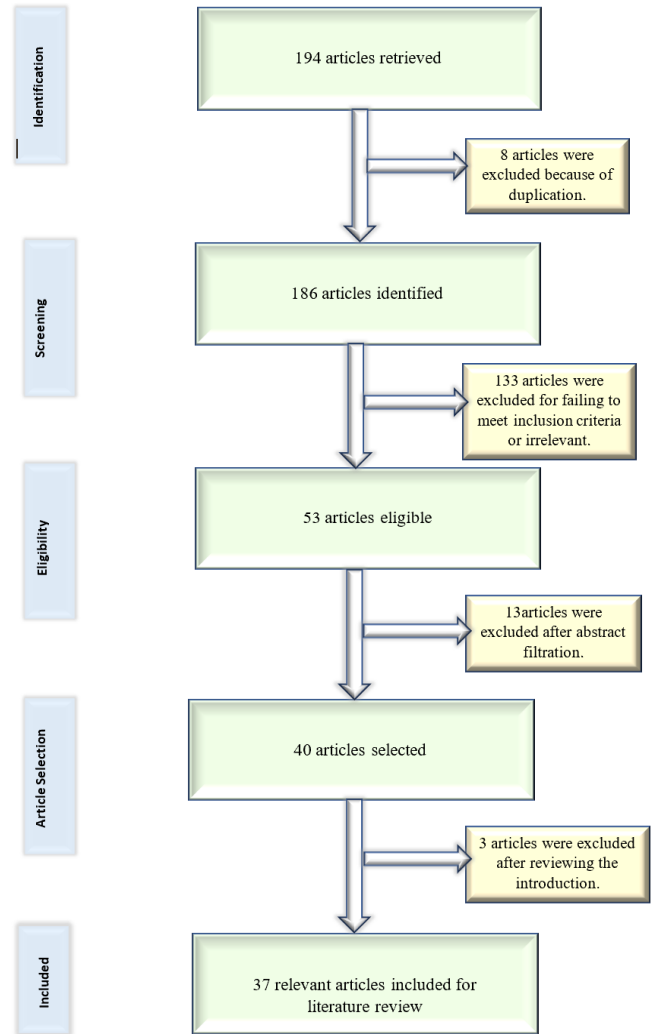 Identification
194 articles retrieved
8 articles were
excluded because of
duplication.
Screening
186 articles identified
133 articles were
excluded for failing to
meet inclusion criteria
or irrelevant.
Eligibility
53 articles eligible
13articles were
excluded after abstract
filtration.
Article Selection
40 articles selected
3 articles were excluded
after reviewing the
introduction.
Included
37 relevant articles included for
literature review